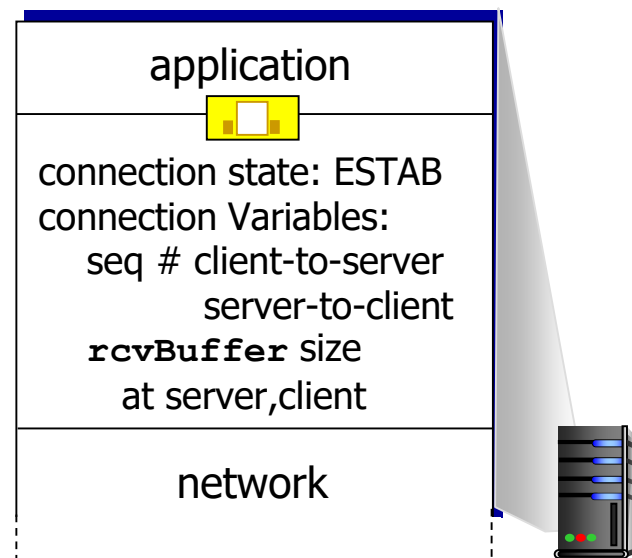 application
connection state: ESTAB
connection Variables:
seq # client-to-server
server-to-client
rcvBuffer size
at server,client
network